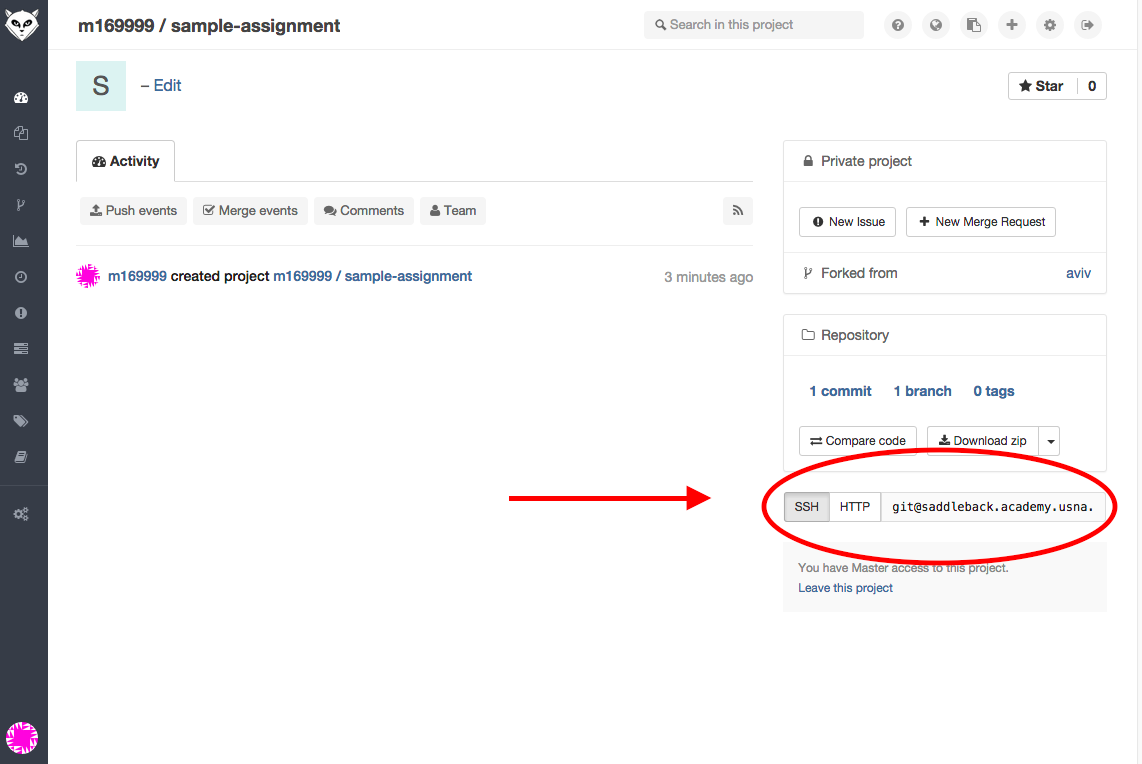 m169999 / sample-assignment
Search in this project
S
– Edit
Star 0
Activity
Push events Merge events Comments Team
m169999 created project m169999 / sample-assignment
3 minutes ago
Private project
New Issue New Merge Request
Forked from aviv
Repository
1 commit 1 branch 0 tags
Compare code Download zip
SSH HTTP git@saddleback.academy.usna.
You have Master access to this project.
Leave this project